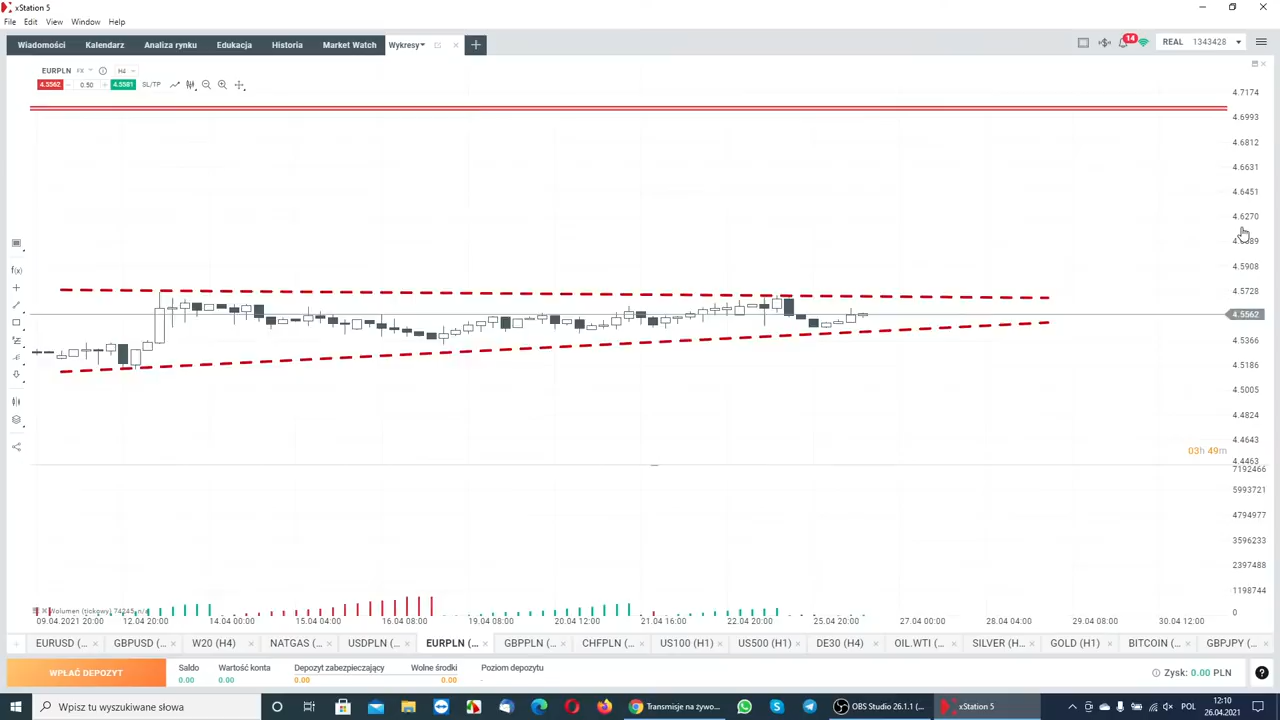 xStation 5
File Edit View Window Help
Wiadomości Kalendarz Analiza rynku Edukacja Historia Market Watch Wykresy
14 REAL 1343428
EURPLN FX H4
4.5562 0.50 4.5581 SL/TP
4.7174
4.6993
4.6812
4.6631
4.6451
4.6270
4.5908
4.5728
4.5562
4.5366
4.5186
4.5005
4.4824
4.4643
03h 49m
4.4463
7192466
5993721
4794977
3596233
2397488
1198744
0
Wolumen (tickowy) n/a
09.04.2021 20:00 12.04 20:00 14.04 00:00 15.04 04:00 16.04 08:00 19.04 08:00 20.04 12:00 21.04 16:00 22.04 20:00 25.04 20:00 27.04 00:00 28.04 04:00 29.04 08:00 30.04 12:00
EURUSD (... GBPUSD (... W20 (H4) NATGAS (... USDPLN (... EURPLN (... GBPPLN (... CHFPLN (... US100 (H1) US500 (H1) DE30 (H4) OIL.WTI (... SILVER (H... GOLD (H1) BITCOIN (... GBPJPY (...
WPŁAĆ DEPOZYT
Saldo Wartość konta Depozyt zabezpieczający Wolne środki Poziom depozytu
0.00 0.00 0.00 0.00 -
Zysk: 0.00 PLN
Wpisz tu wyszukiwane słowa
Transmisje na żywo...
OBS Studio 26.1.1 (...
xStation 5
POL
12:10
26.04.2021